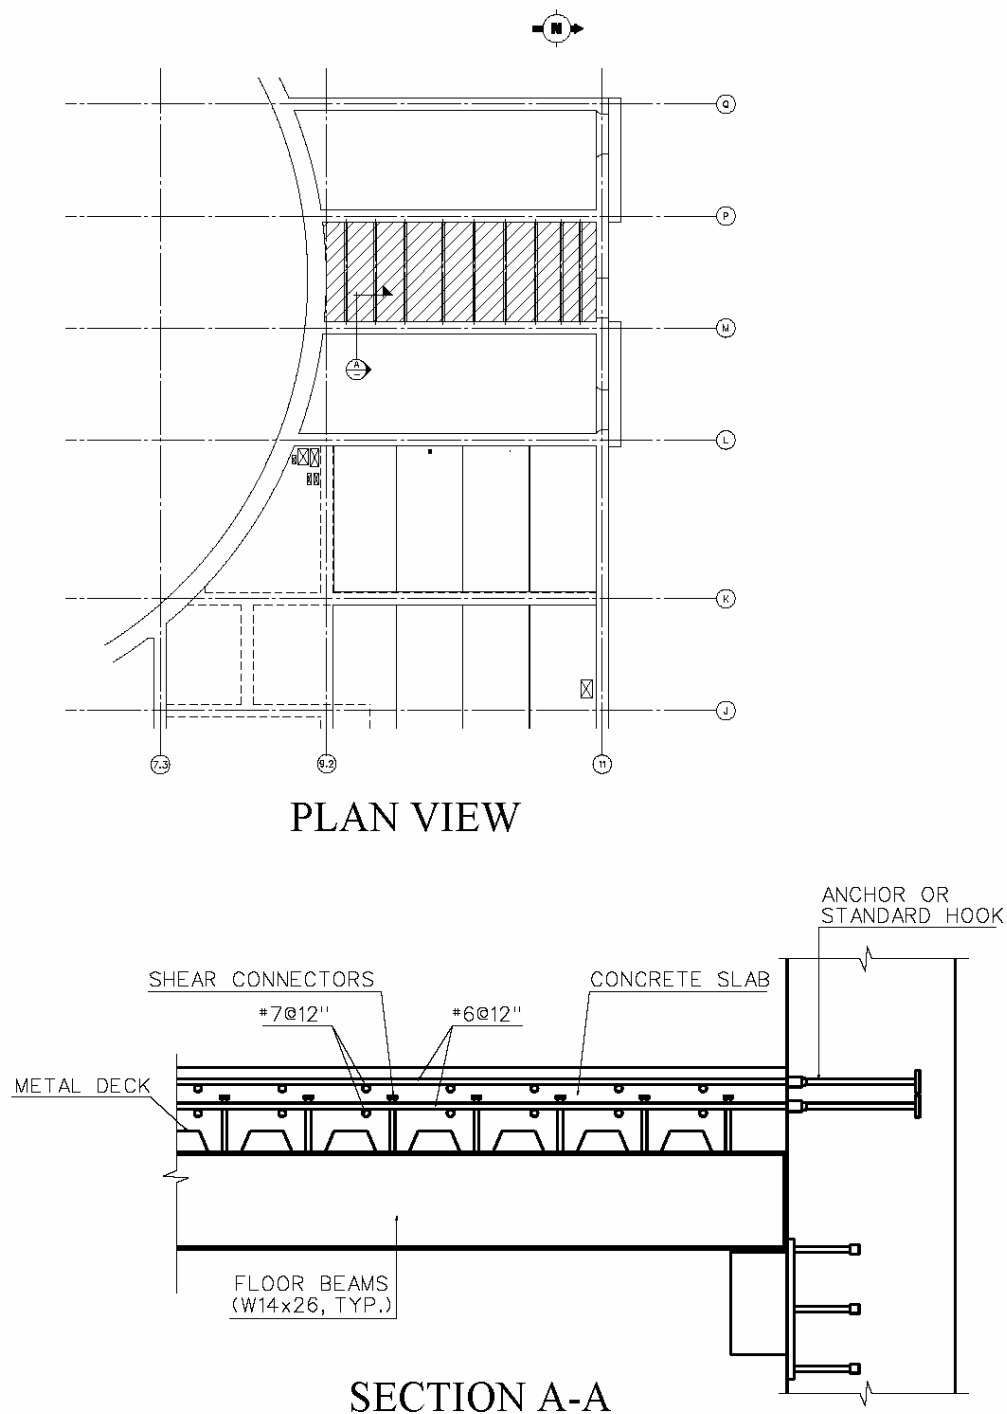 N
Q
P
M
A
–
L
K
J
7.3
9.2
11
PLAN VIEW
ANCHOR OR
STANDARD HOOK
SHEAR CONNECTORS
CONCRETE SLAB
#7@12"
#6@12"
METAL DECK
FLOOR BEAMS
(W14x26, TYP.)
SECTION A-A